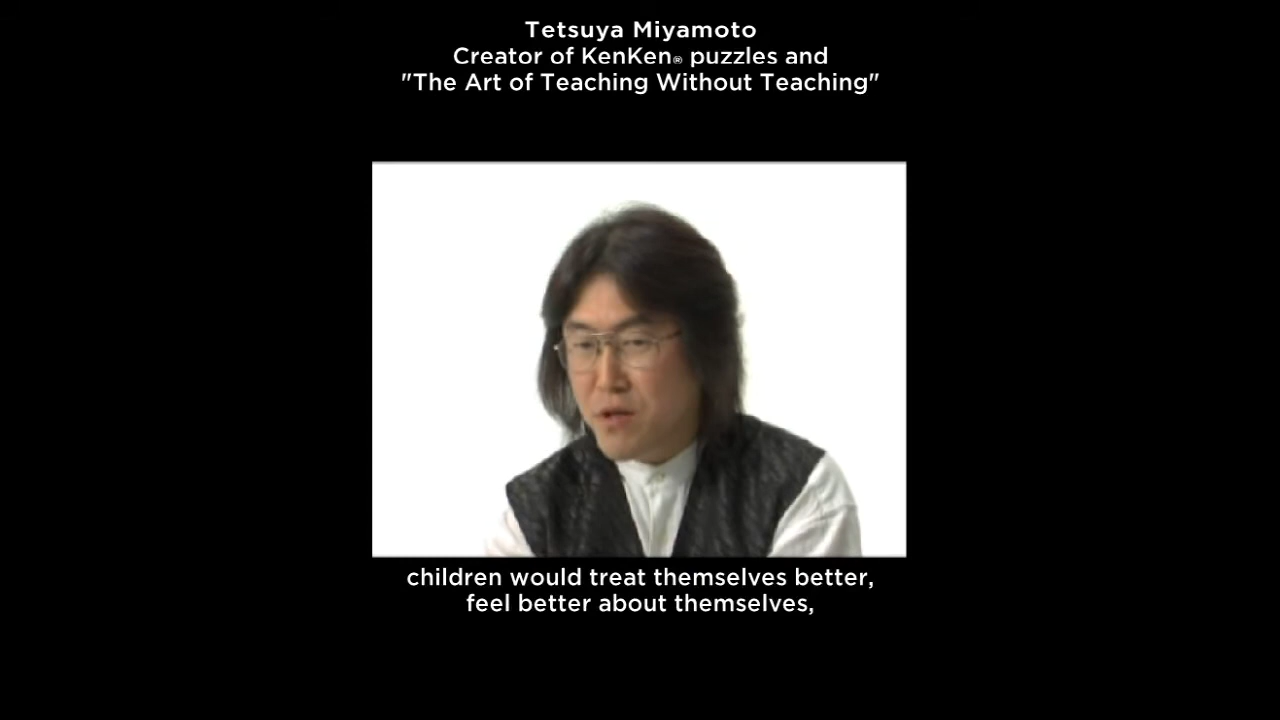 Tetsuya Miyamoto
Creator of KenKen® puzzles and
"The Art of Teaching Without Teaching"
children would treat themselves better,
feel better about themselves,